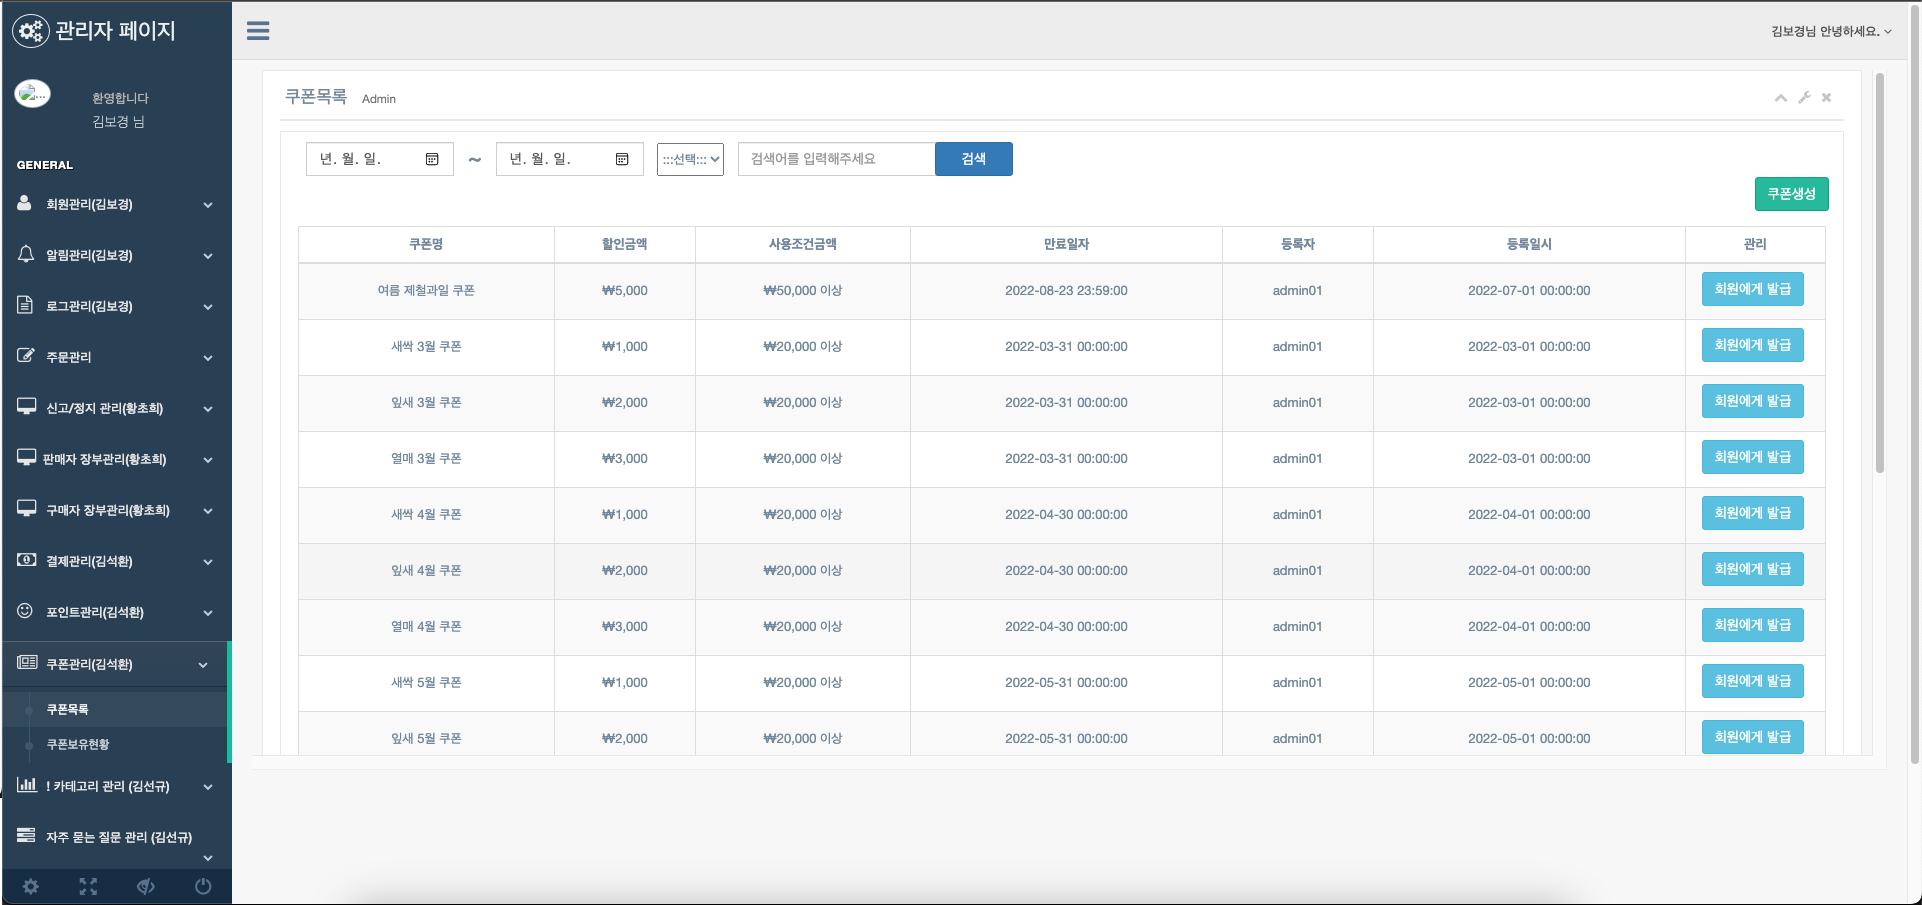 관리자 페이지
김보경님 안녕하세요.
환영합니다
김보경 님
GENERAL
회원관리(김보경)
알림관리(김보경)
로그관리(김보경)
주문관리
신고/정지 관리(황초희)
판매자 장부관리(황초희)
구매자 장부관리(황초희)
결제관리(김석환)
포인트관리(김석환)
쿠폰관리(김석환)
쿠폰목록
쿠폰보유현황
! 카테고리 관리 (김선규)
자주 묻는 질문 관리 (김선규)
쿠폰목록 Admin
년. 월. 일. ~ 년. 월. 일. :::선택::: 검색어를 입력해주세요 검색
쿠폰생성
쿠폰명 할인금액 사용조건금액 만료일자 등록자 등록일시 관리
여름 제철과일 쿠폰 ₩5,000 ₩50,000 이상 2022-08-23 23:59:00 admin01 2022-07-01 00:00:00 회원에게 발급
새싹 3월 쿠폰 ₩1,000 ₩20,000 이상 2022-03-31 00:00:00 admin01 2022-03-01 00:00:00 회원에게 발급
잎새 3월 쿠폰 ₩2,000 ₩20,000 이상 2022-03-31 00:00:00 admin01 2022-03-01 00:00:00 회원에게 발급
열매 3월 쿠폰 ₩3,000 ₩20,000 이상 2022-03-31 00:00:00 admin01 2022-03-01 00:00:00 회원에게 발급
새싹 4월 쿠폰 ₩1,000 ₩20,000 이상 2022-04-30 00:00:00 admin01 2022-04-01 00:00:00 회원에게 발급
잎새 4월 쿠폰 ₩2,000 ₩20,000 이상 2022-04-30 00:00:00 admin01 2022-04-01 00:00:00 회원에게 발급
열매 4월 쿠폰 ₩3,000 ₩20,000 이상 2022-04-30 00:00:00 admin01 2022-04-01 00:00:00 회원에게 발급
새싹 5월 쿠폰 ₩1,000 ₩20,000 이상 2022-05-31 00:00:00 admin01 2022-05-01 00:00:00 회원에게 발급
잎새 5월 쿠폰 ₩2,000 ₩20,000 이상 2022-05-31 00:00:00 admin01 2022-05-01 00:00:00 회원에게 발급